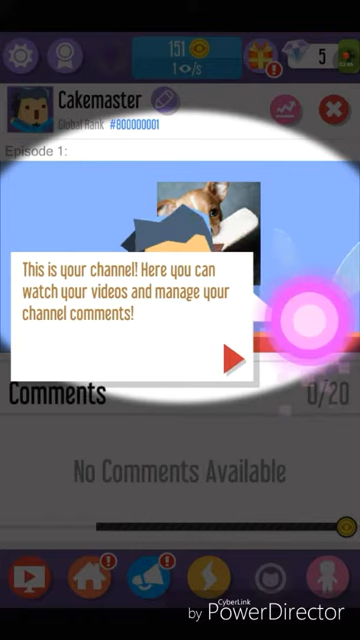 151
1 /s
5
Cakemaster
Global Rank #800000001
Episode 1:
This is your channel! Here you can
watch your videos and manage your
channel comments!
Comments 0/20
No Comments Available
CyberLink
by PowerDirector